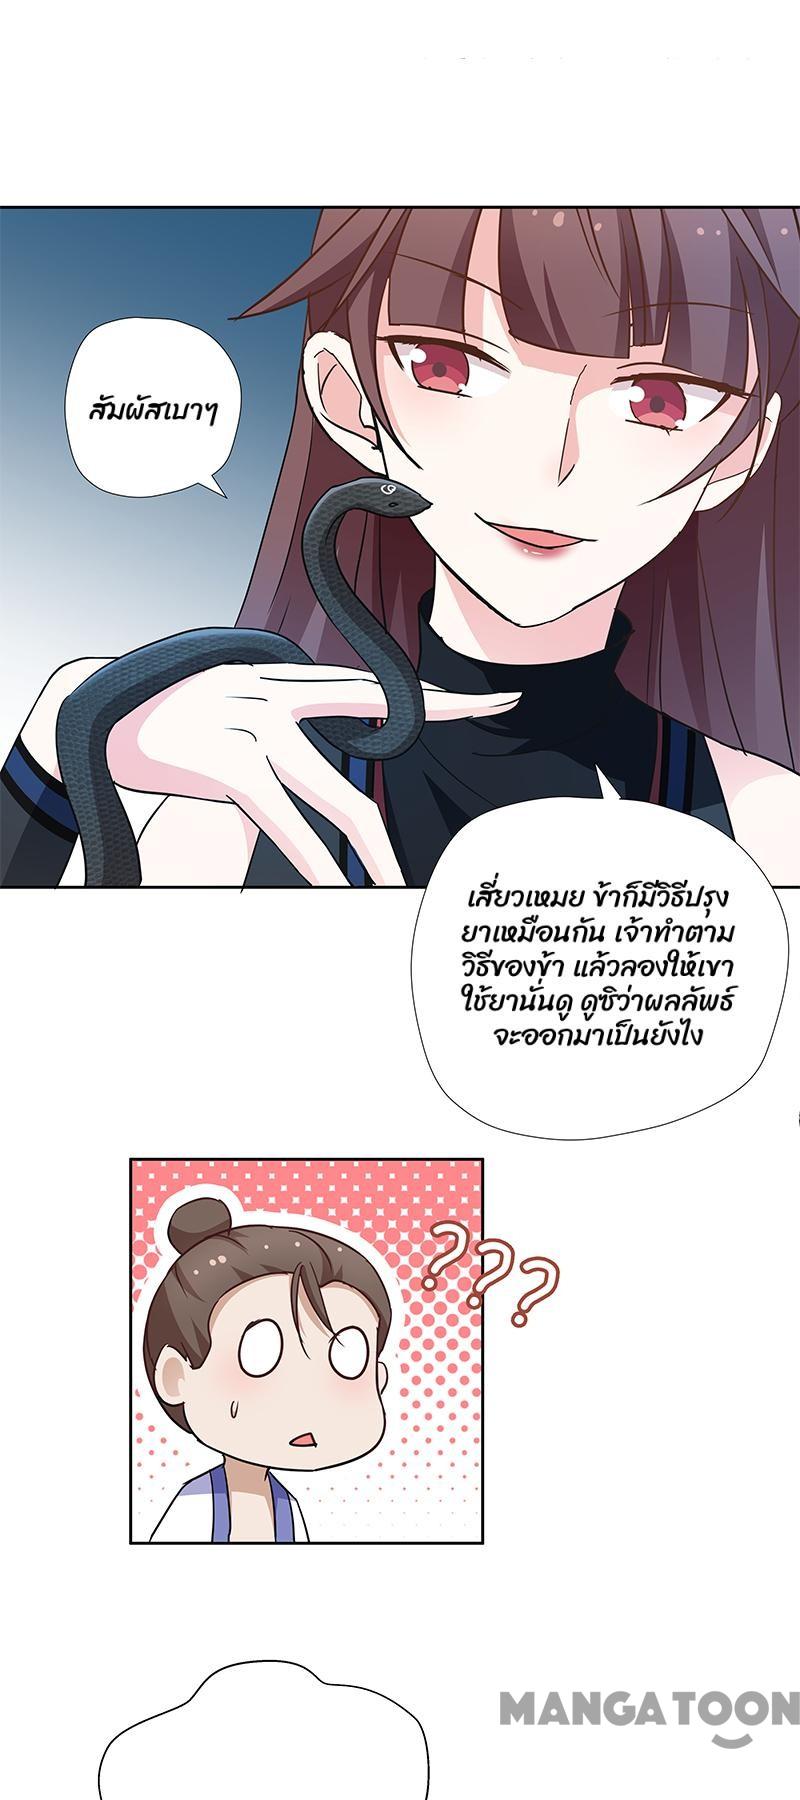 สัมผัสเบาๆ
เสี่ยวเหมย ข้าก็มีวิธีปรุง
ยาเหมือนกัน เจ้าทำตาม
วิธีของข้า แล้วลองให้เขา
ใช้ยานั่นดู ดูซิว่าผลลัพธ์
จะออกมาเป็นยังไง
???
MANGATOON